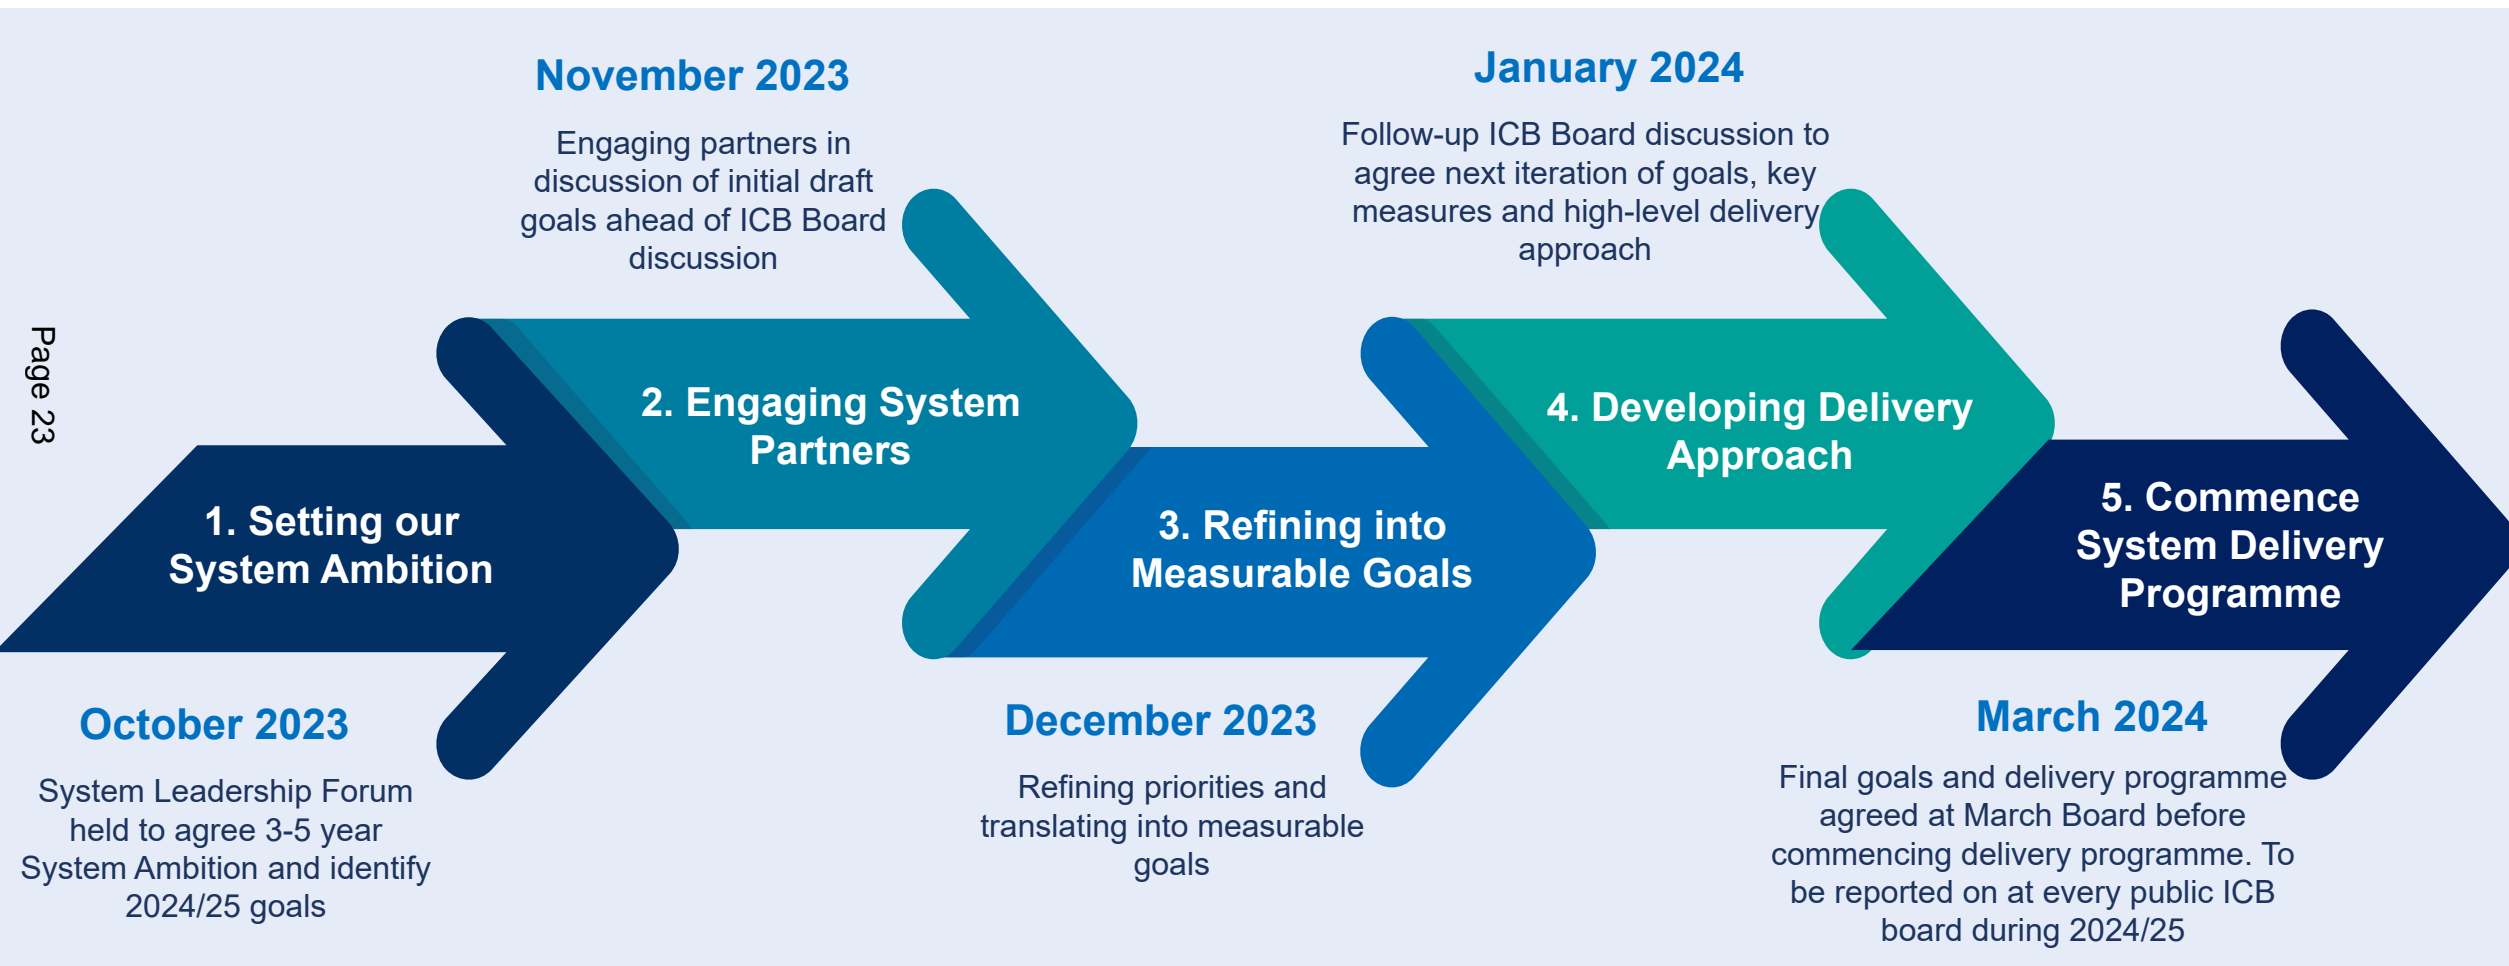 Page 23
1. Setting our
System Ambition
October 2023
System Leadership Forum
held to agree 3-5 year
System Ambition and identify
2024/25 goals
November 2023
Engaging partners in
discussion of initial draft
goals ahead of ICB Board
discussion
2. Engaging System
Partners
3. Refining into
Measurable Goals
December 2023
Refining priorities and
translating into measurable
goals
January 2024
Follow-up ICB Board discussion to
agree next iteration of goals, key
measures and high-level delivery
approach
4. Developing Delivery
Approach
5. Commence
System Delivery
Programme
March 2024
Final goals and delivery programme
agreed at March Board before
commencing delivery programme. To
be reported on at every public ICB
board during 2024/25